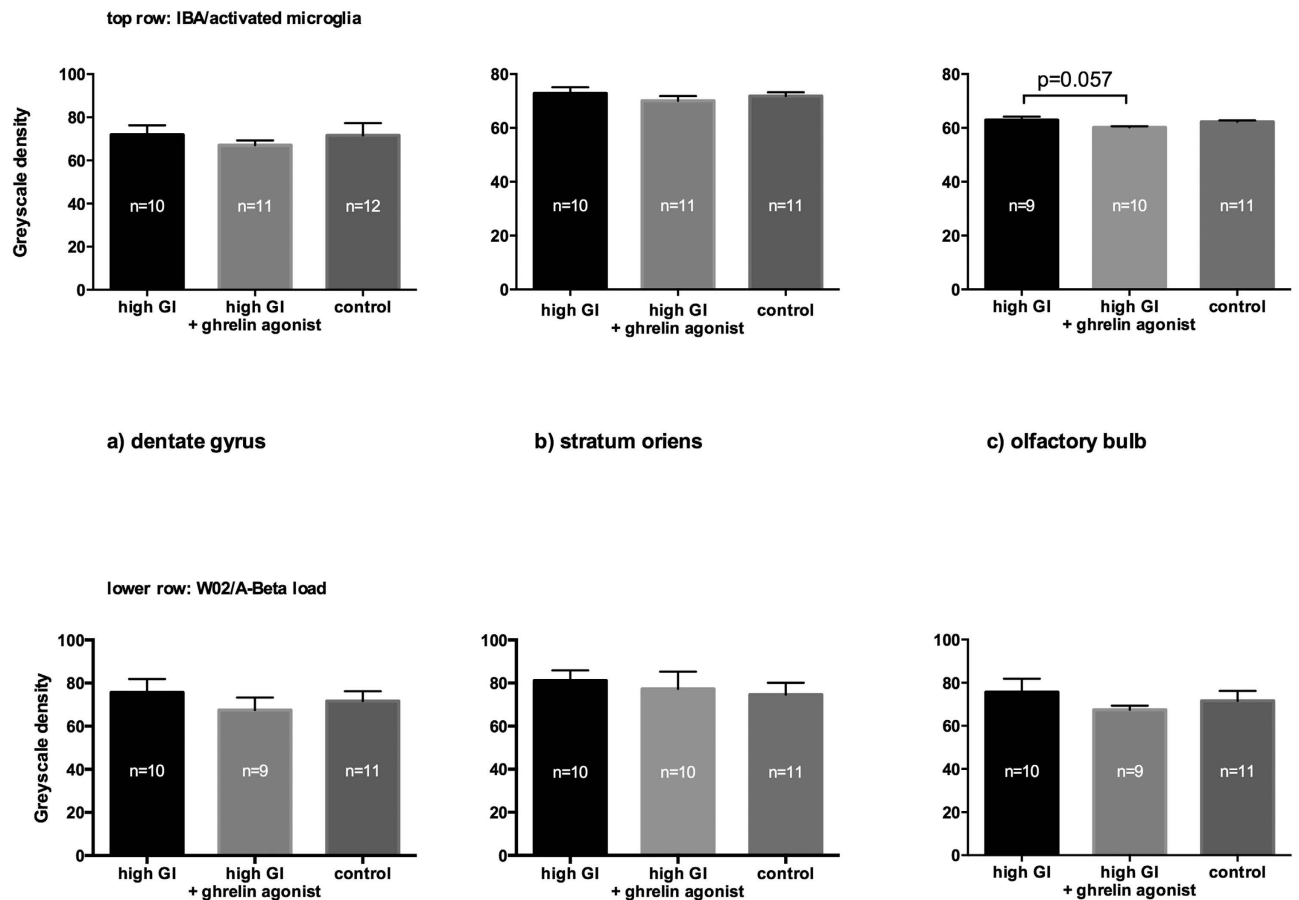 top row: IBA/activated microglia
Greyscale density
100
80
60
40
20
0
n=10
n=11
n=12
high GI
high GI
+ ghrelin agonist
control
80
60
40
20
0
n=10
n=11
n=11
high GI
high GI
+ ghrelin agonist
control
80
60
40
20
0
p=0.057
n=9
n=10
n=11
high GI
high GI
+ ghrelin agonist
control
a) dentate gyrus
b) stratum oriens
c) olfactory bulb
lower row: W02/A-Beta load
Greyscale density
100
80
60
40
20
0
n=10
n=9
n=11
high GI
high GI
+ ghrelin agonist
control
100
80
60
40
20
0
n=10
n=10
n=11
high GI
high GI
+ ghrelin agonist
control
100
80
60
40
20
0
n=10
n=9
n=11
high GI
high GI
+ ghrelin agonist
control